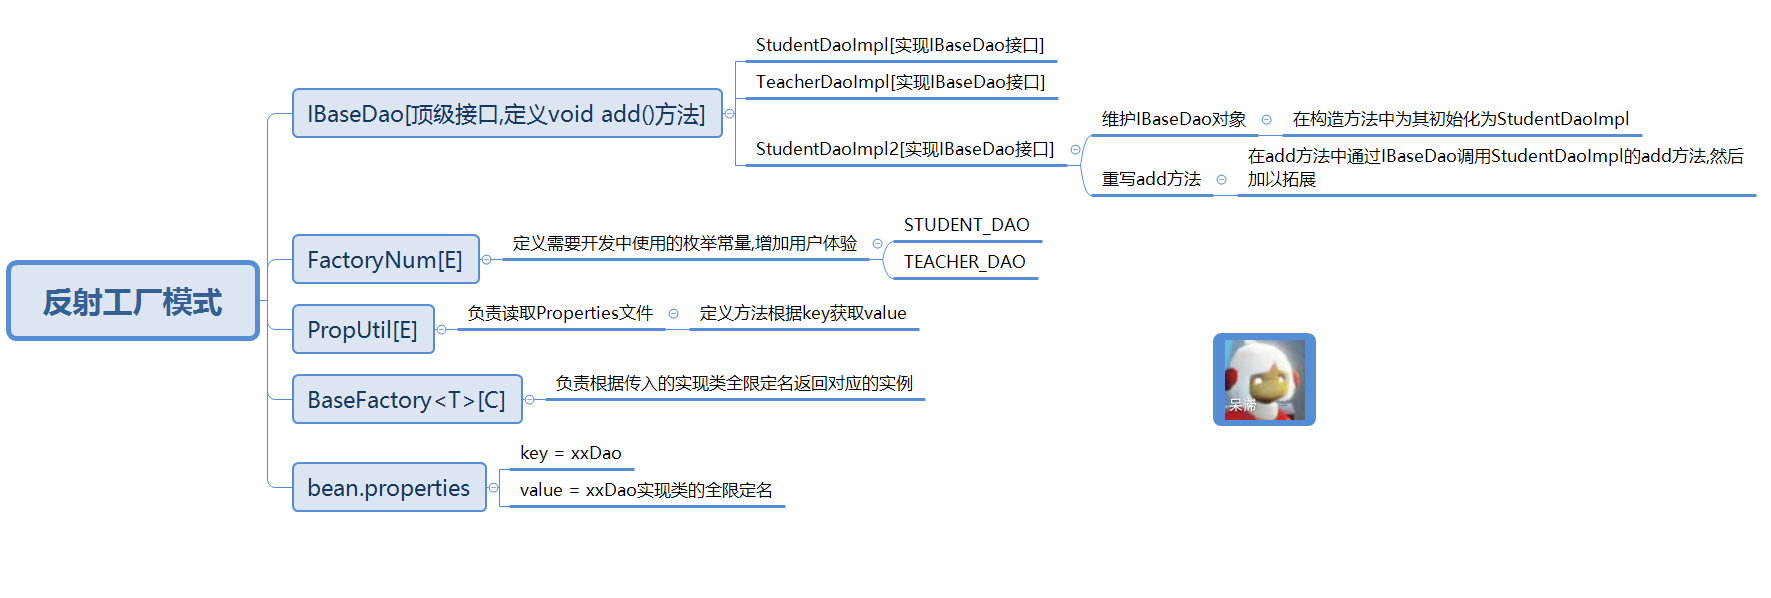 反射工厂模式
IBaseDao[顶级接口,定义void add()方法]
StudentDaoImpl[实现IBaseDao接口]
TeacherDaoImpl[实现IBaseDao接口]
StudentDaoImpl2[实现IBaseDao接口]
维护IBaseDao对象
在构造方法中为其初始化为StudentDaoImpl
重写add方法
在add方法中通过IBaseDao调用StudentDaoImpl的add方法,然后
加以拓展
FactoryNum[E]
定义需要开发中使用的枚举常量,增加用户体验
STUDENT_DAO
TEACHER_DAO
PropUtil[E]
负责读取Properties文件
定义方法根据key获取value
BaseFactory<T>[C]
负责根据传入的实现类全限定名返回对应的实例
bean.properties
key = xxDao
value = xxDao实现类的全限定名